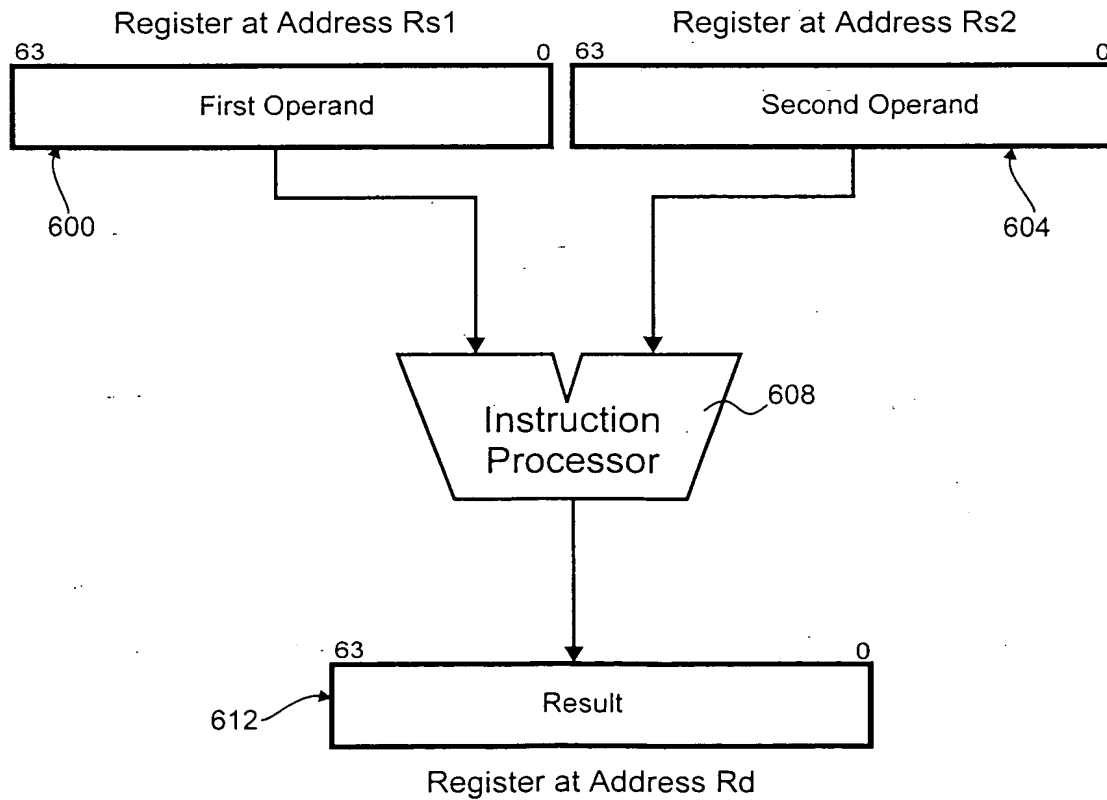 Register at Address Rs1
Register at Address Rs2
63
0
63
0
First Operand
Second Operand
600
604
Instruction
Processor
608
63
0
Result
612
Register at Address Rd